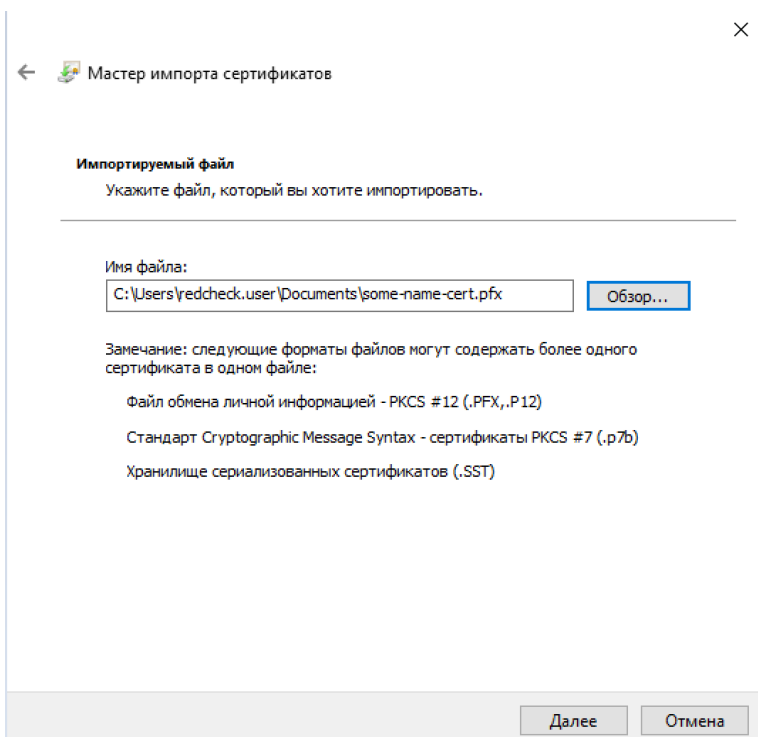 Мастер импорта сертификатов
Импортируемый файл
Укажите файл, который вы хотите импортировать.
Имя файла:
C:\Users\redcheck.user\Documents\some-name-cert.pfx
Обзор...
Замечание: следующие форматы файлов могут содержать более одного
сертификата в одном файле:
Файл обмена личной информацией - PKCS #12 (.PFX,.P12)
Стандарт Cryptographic Message Syntax - сертификаты PKCS #7 (.p7b)
Хранилище сериализованных сертификатов (.SST)
Далее
Отмена